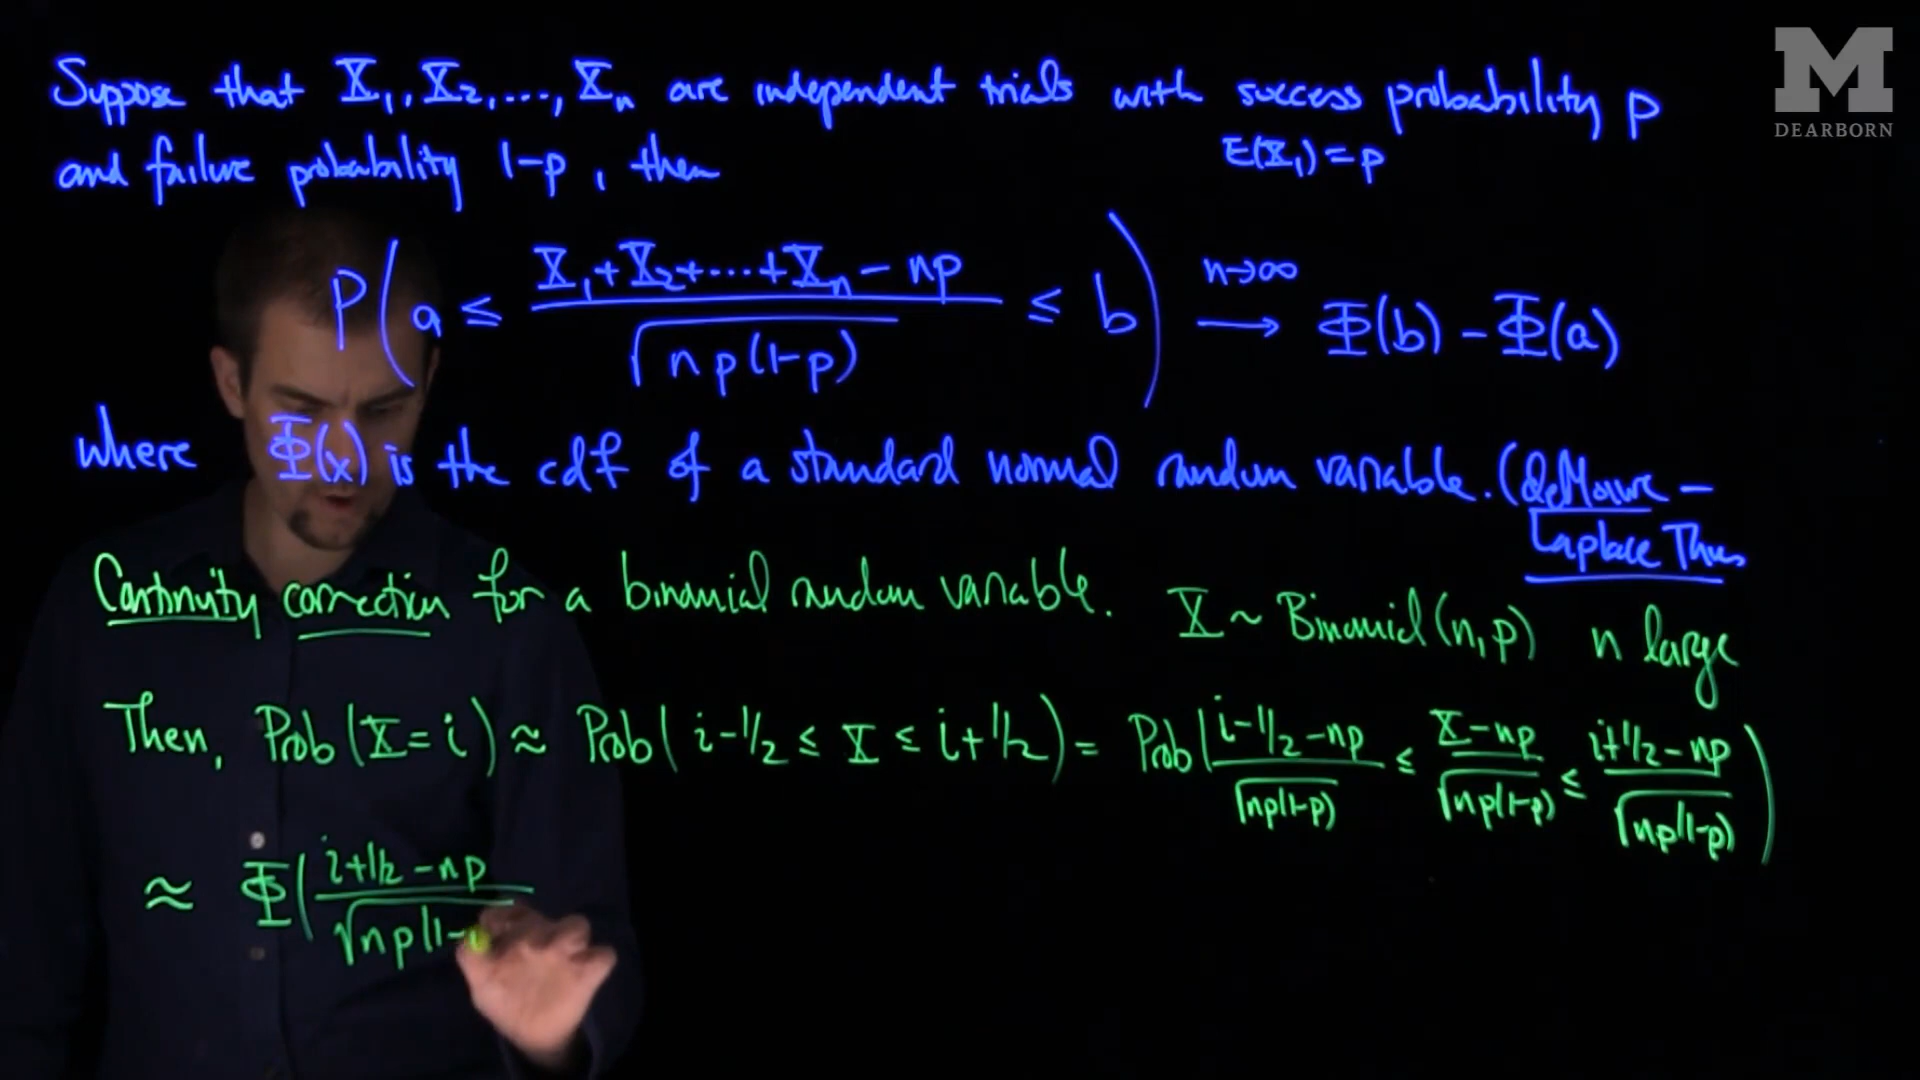 M
DEARBORN
Suppose that X₁, X₂, ..., Xₙ are independent trials with success probability p
E(X₁) = p
and failure probability 1-p, then
P( a ≤ (X₁+X₂+⋯+Xₙ - np) / √(np(1-p)) ≤ b ) →(n→∞) Φ(b) - Φ(a)
where Φ(x) is the cdf of a standard normal random variable. (DeMoivre -
Laplace Thm
Continuity correction for a binomial random variable. X ~ Binomial(n,p) n large
Then, Prob(X=i) ≈ Prob( i-1/2 ≤ X ≤ i+1/2 ) = Prob( (i-1/2-np)/√(np(1-p)) ≤ (X-np)/√(np(1-p)) ≤ (i+1/2-np)/√(np(1-p)) )
≈ Φ( (i+1/2-np)/√(np(1-